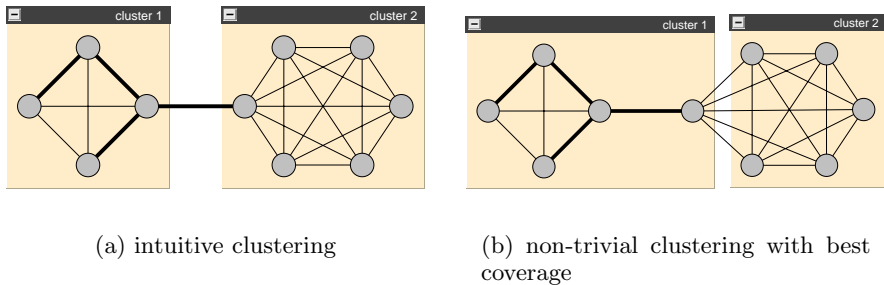 cluster 1
cluster 2
cluster 1
cluster 2
(a) intuitive clustering
(b) non-trivial clustering with best
coverage